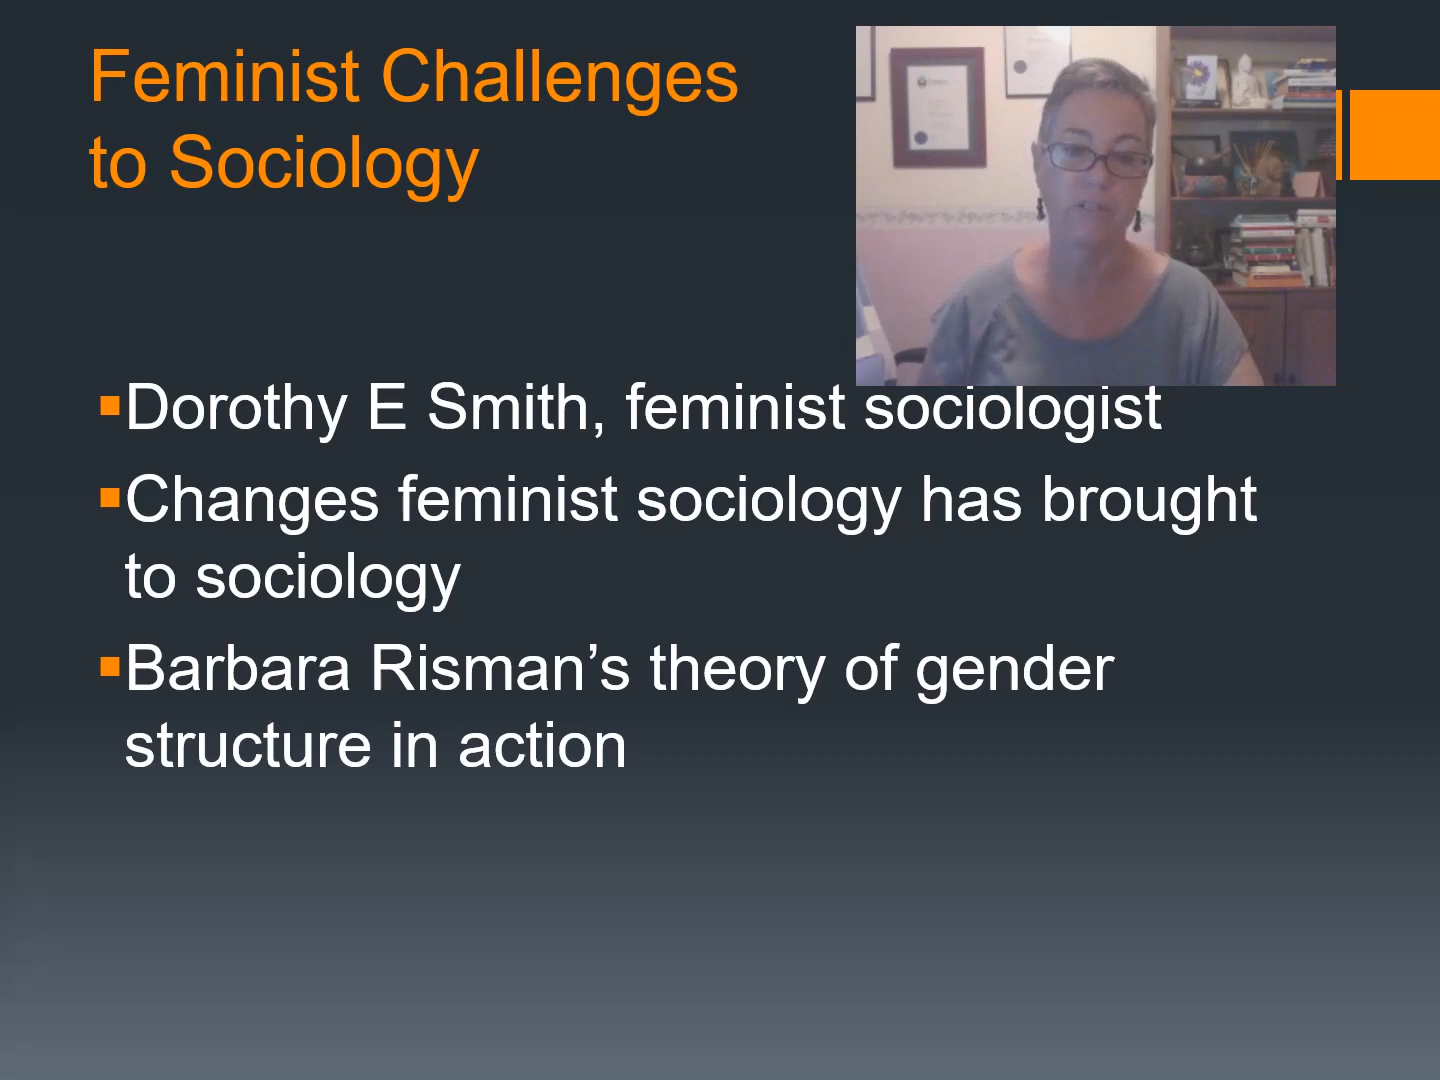 Feminist Challenges
to Sociology
▪Dorothy E Smith, feminist sociologist
▪Changes feminist sociology has brought
to sociology
▪Barbara Risman’s theory of gender
structure in action